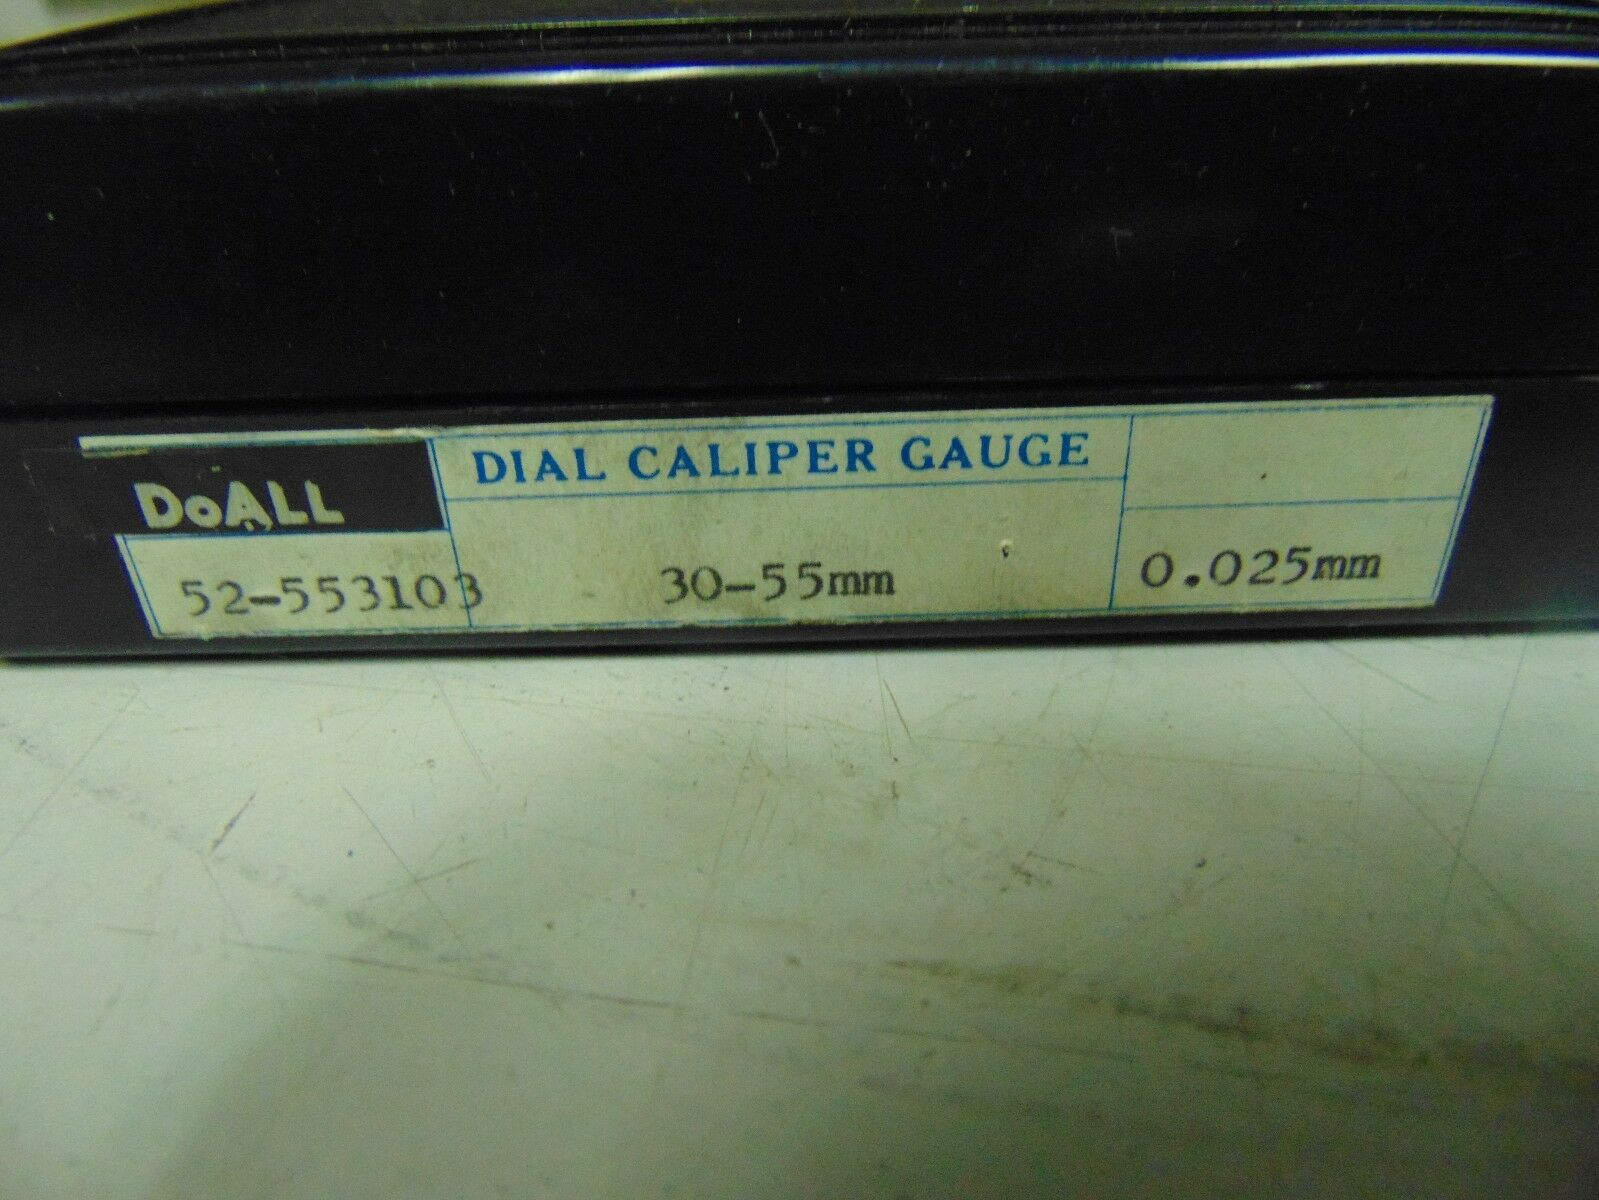 DoALL
DIAL CALIPER GAUGE
52-553103
30-55mm
0.025mm